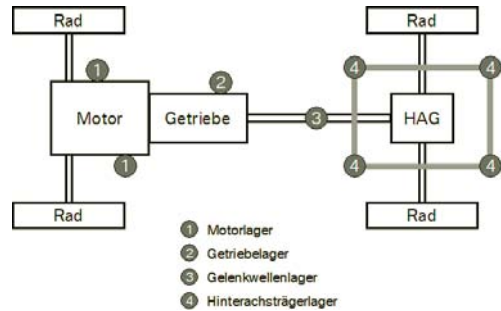 Rad Rad
1 2 4 4
Motor Getriebe 3 HAG
1 4 4
Rad Rad
1 Motorlager
2 Getriebelager
3 Gelenkwellenlager
4 Hinterachsträgerlager